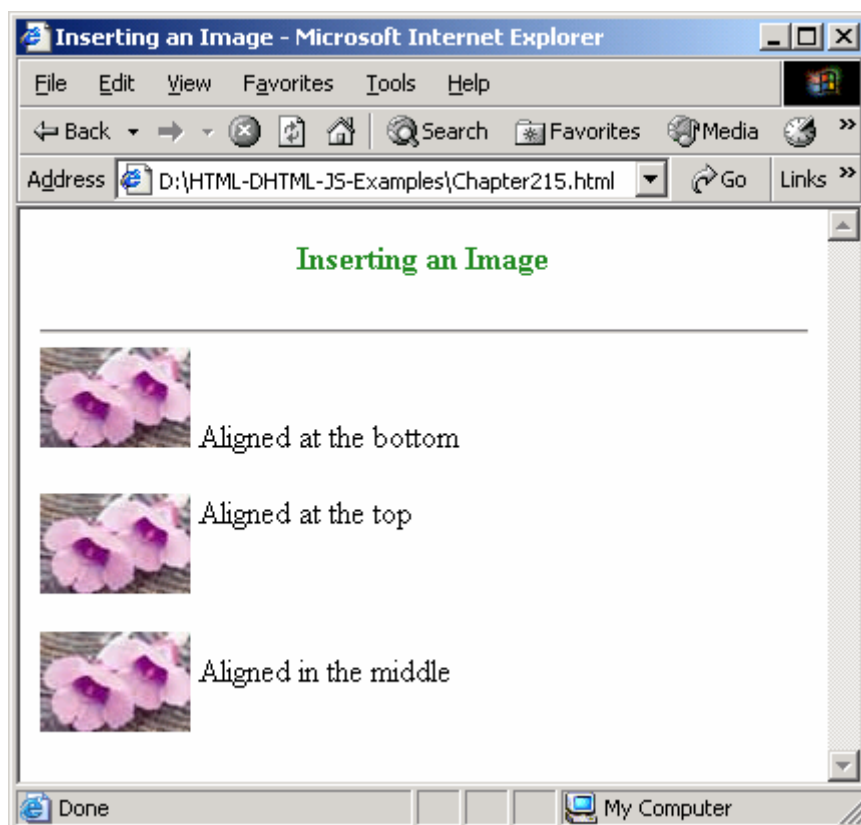 Inserting an Image - Microsoft Internet Explorer
File Edit View Favorites Tools Help
Back Search Favorites Media »
Address D:\HTML-DHTML-JS-Examples\Chapter215.html Go Links »
Inserting an Image
Aligned at the bottom
Aligned at the top
Aligned in the middle
Done My Computer